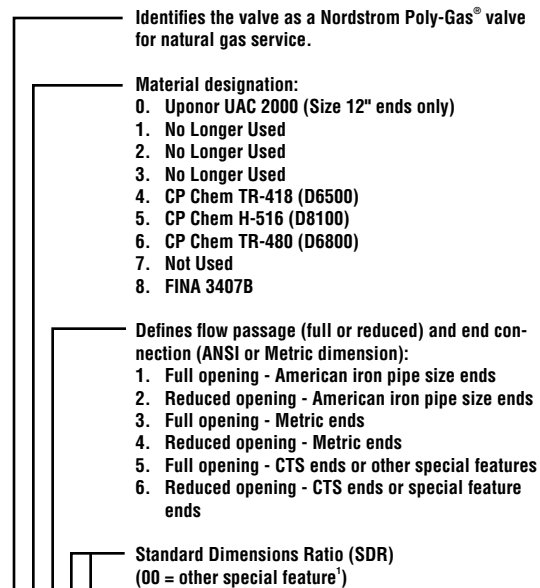 Identifies the valve as a Nordstrom Poly-Gas® valve
for natural gas service.
Material designation:
0. Uponor UAC 2000 (Size 12" ends only)
1. No Longer Used
2. No Longer Used
3. No Longer Used
4. CP Chem TR-418 (D6500)
5. CP Chem H-516 (D8100)
6. CP Chem TR-480 (D6800)
7. Not Used
8. FINA 3407B
Defines flow passage (full or reduced) and end con-
nection (ANSI or Metric dimension):
1. Full opening - American iron pipe size ends
2. Reduced opening - American iron pipe size ends
3. Full opening - Metric ends
4. Reduced opening - Metric ends
5. Full opening - CTS ends or other special features
6. Reduced opening - CTS ends or special feature
ends
Standard Dimensions Ratio (SDR)
(00 = other special feature¹)